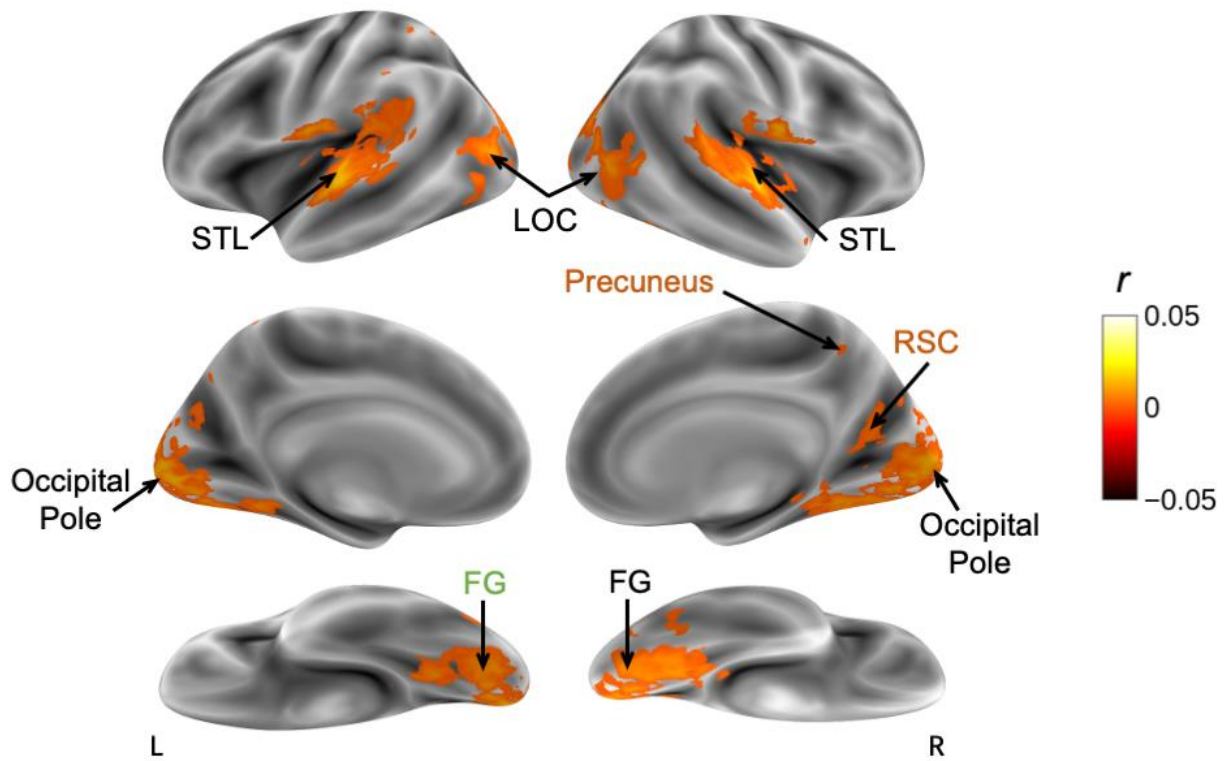 STL
LOC
STL
Precuneus
RSC
r
0.05
0
−0.05
Occipital
Pole
Occipital
Pole
FG
FG
L
R